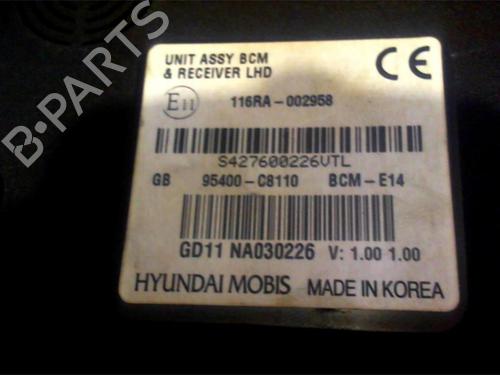 B-PARTS
UNIT ASSY BCM
& RECEIVER LHD
CE
E11
116RA-002958
S427600226VTL
GB 95400-C8110 BCM-E14
GD11 NA030226 V: 1.00 1.00
HYUNDAI MOBIS MADE IN KOREA